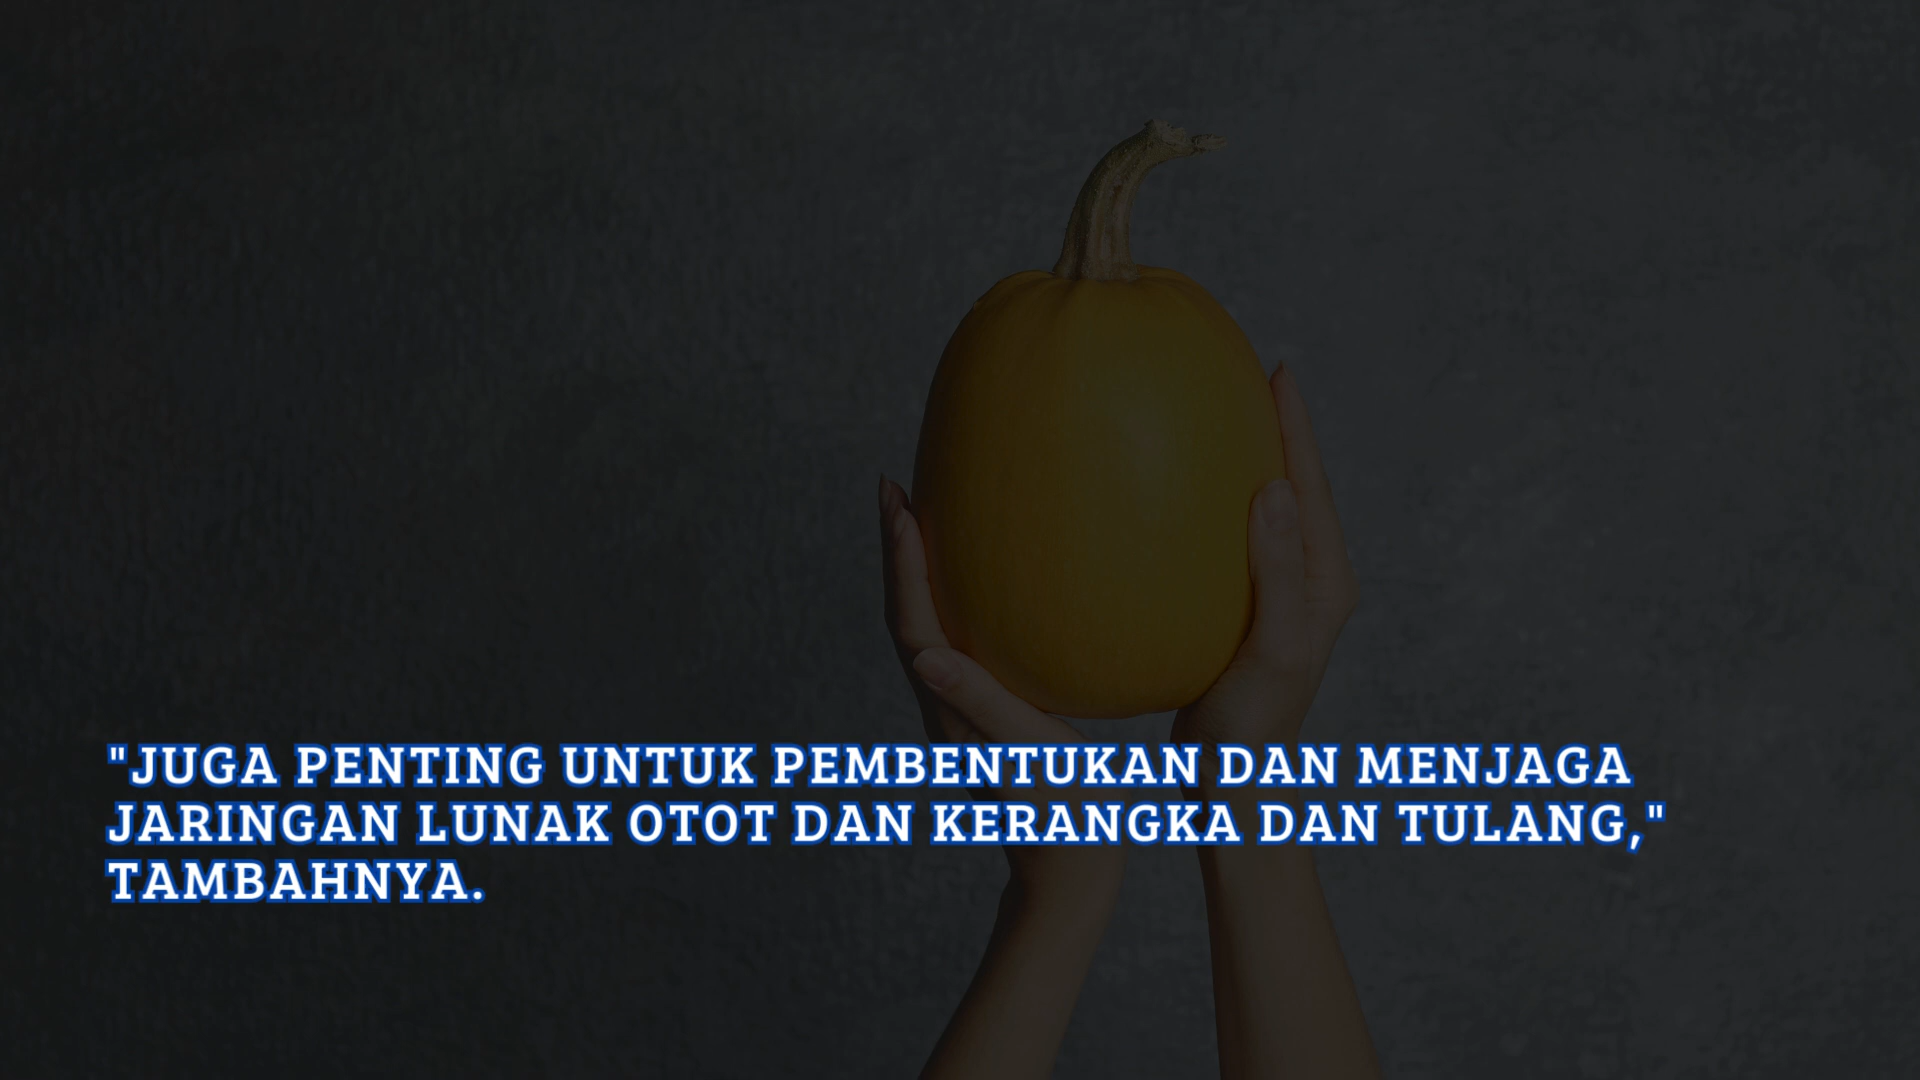 "JUGA PENTING UNTUK PEMBENTUKAN DAN MENJAGA
JARINGAN LUNAK OTOT DAN KERANGKA DAN TULANG,"
TAMBAHNYA.